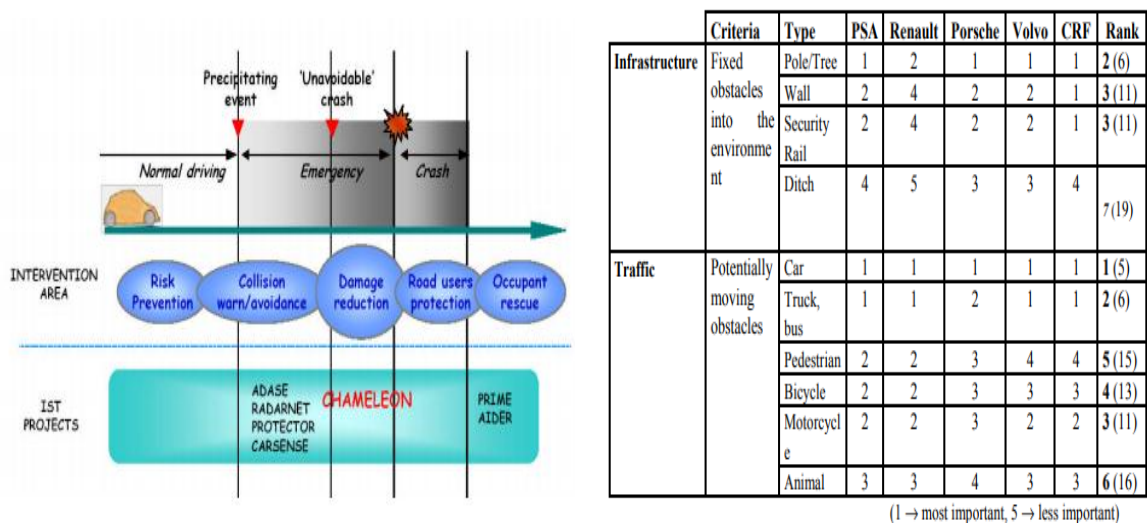 Precipitating
event
'Unavoidable'
crash
Normal driving
Emergency
Crash
INTERVENTION
AREA
Risk
Prevention
Collision
warn/avoidance
Damage
reduction
Road users
protection
Occupant
rescue
IST
PROJECTS
ADASE
RADARNET
PROTECTOR
CARSENSE
CHAMELEON
PRIME
AIDER
Criteria Type PSA Renault Porsche Volvo CRF Rank
Infrastructure Fixed Pole/Tree 1 2 1 1 1 2 (6)
obstacles Wall 2 4 2 2 1 3 (11)
into the Security 2 4 2 2 1 3 (11)
environme Rail
nt Ditch 4 5 3 3 4
7 (19)
Traffic Potentially Car 1 1 1 1 1 1 (5)
moving Truck, 1 1 2 1 1 2 (6)
obstacles bus
Pedestrian 2 2 3 4 4 5 (15)
Bicycle 2 2 3 3 3 4 (13)
Motorcycl 2 2 3 2 2 3 (11)
e
Animal 3 3 4 3 3 6 (16)
(1 → most important, 5 → less important)